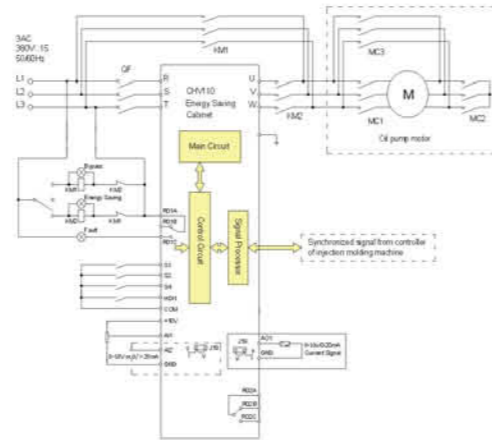 3AC
380V±15
50/60Hz
L1
L2
L3
QF
KM1
R
S
T
U
V
W
CHV110
Energy Saving
Cabinet
KM2
MC3
MC1
M
MC2
Oil pump motor
Main Circuit
Control Circuit
Signal Processor
Synchronized signal from controller
of injection molding machine
Bypass
KM1
KM2
Energy Saving
KM2
KM1
Fault
RO1A
RO1B
RO1C
S1
S2
S4
HDI1
COM
+10V
AI1
AI2
GND
J16
J15
AO1
GND
0-10v/0/20mA
Current Signal
RO2A
RO2B
RO2C